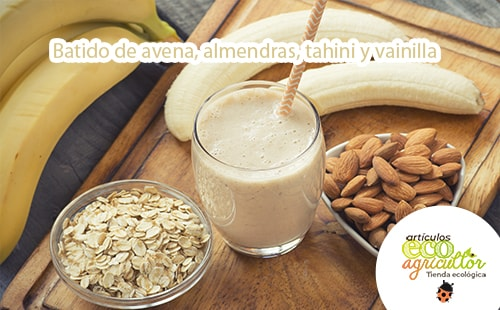 Batido de avena, almendras, tahini y vainilla
artículos
eco
agricultor
Tienda ecológica